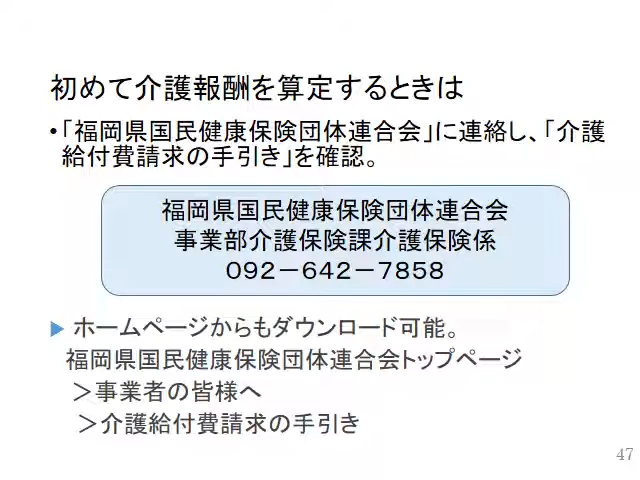 初めて介護報酬を算定するときは
•「福岡県国民健康保険団体連合会」に連絡し、「介護
給付費請求の手引き」を確認。
福岡県国民健康保険団体連合会
事業部介護保険課介護保険係
０９２－６４２－７８５８
▶ ホームページからもダウンロード可能。
福岡県国民健康保険団体連合会トップページ
＞事業者の皆様へ
＞介護給付費請求の手引き
47